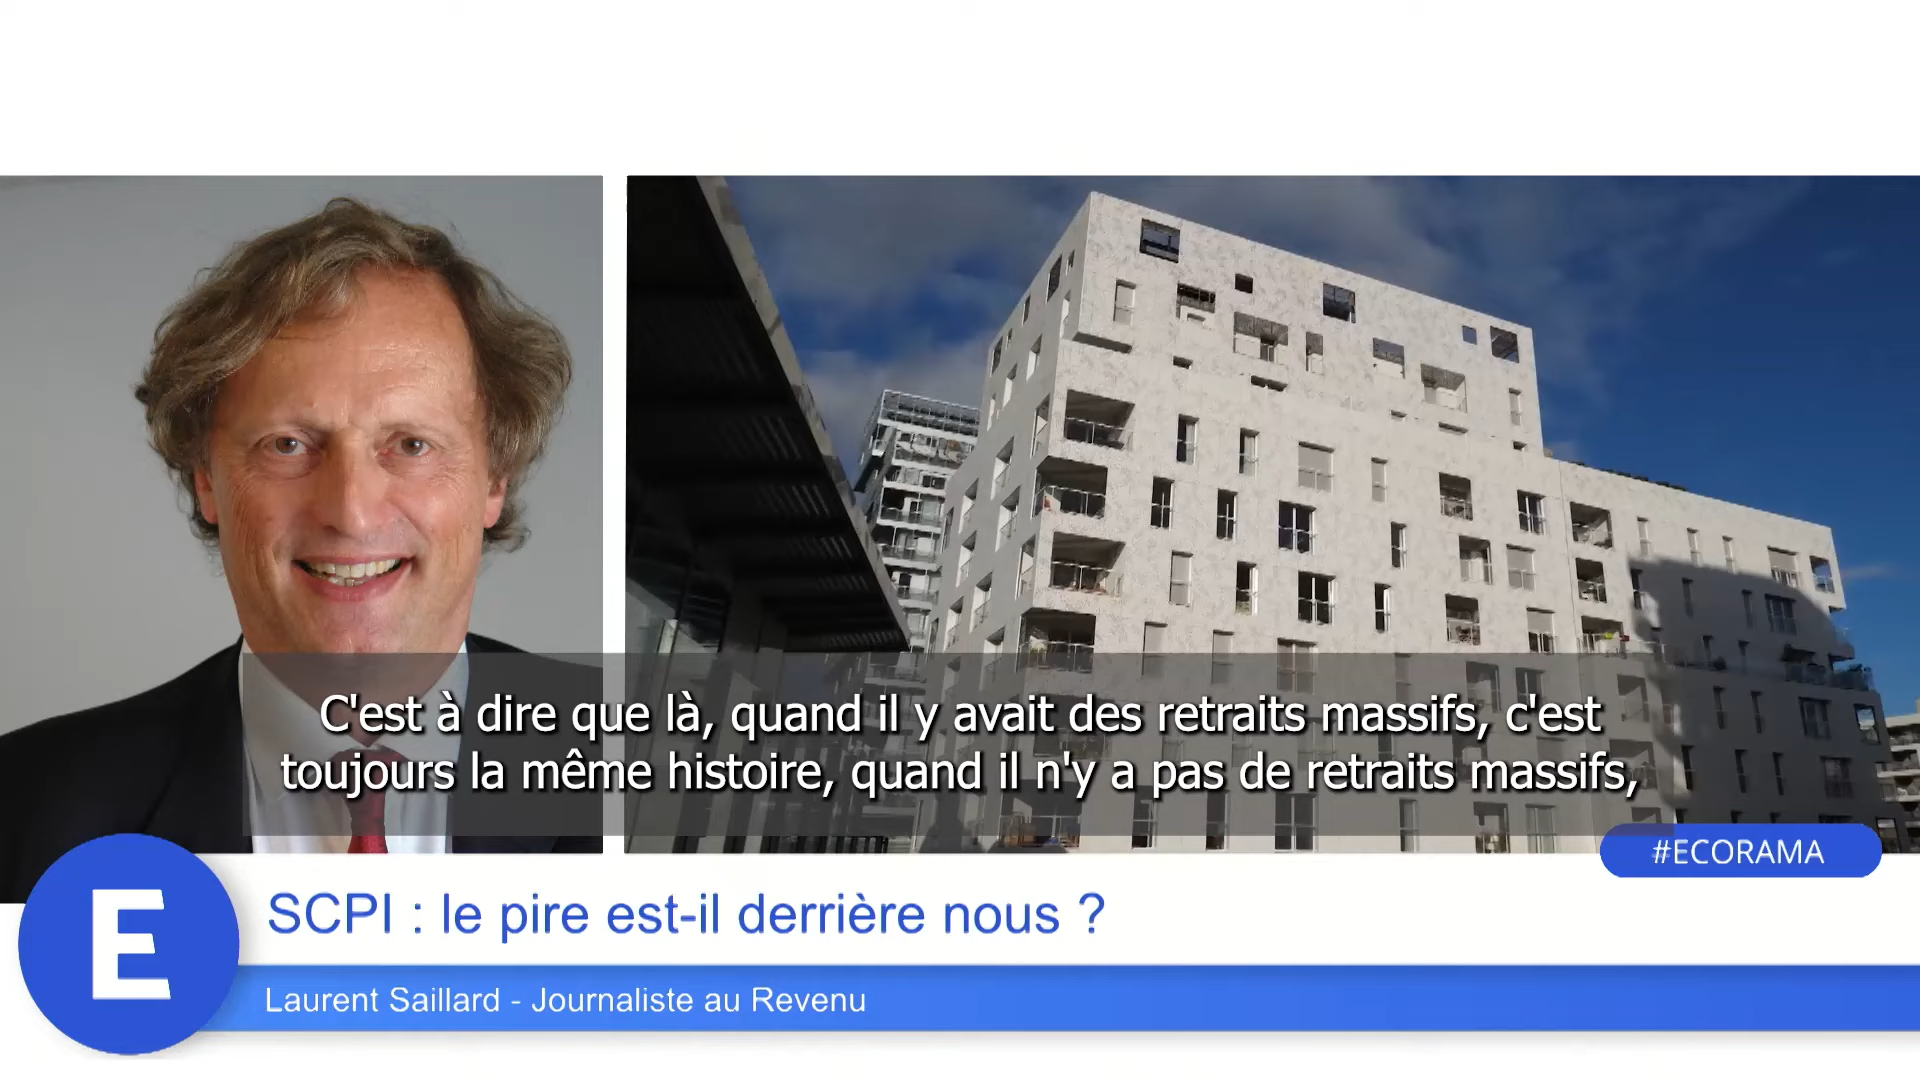 C'est à dire que là, quand il y avait des retraits massifs, c'est
toujours la même histoire, quand il n'y a pas de retraits massifs,
#ECORAMA
E
SCPI : le pire est-il derrière nous ?
Laurent Saillard - Journaliste au Revenu